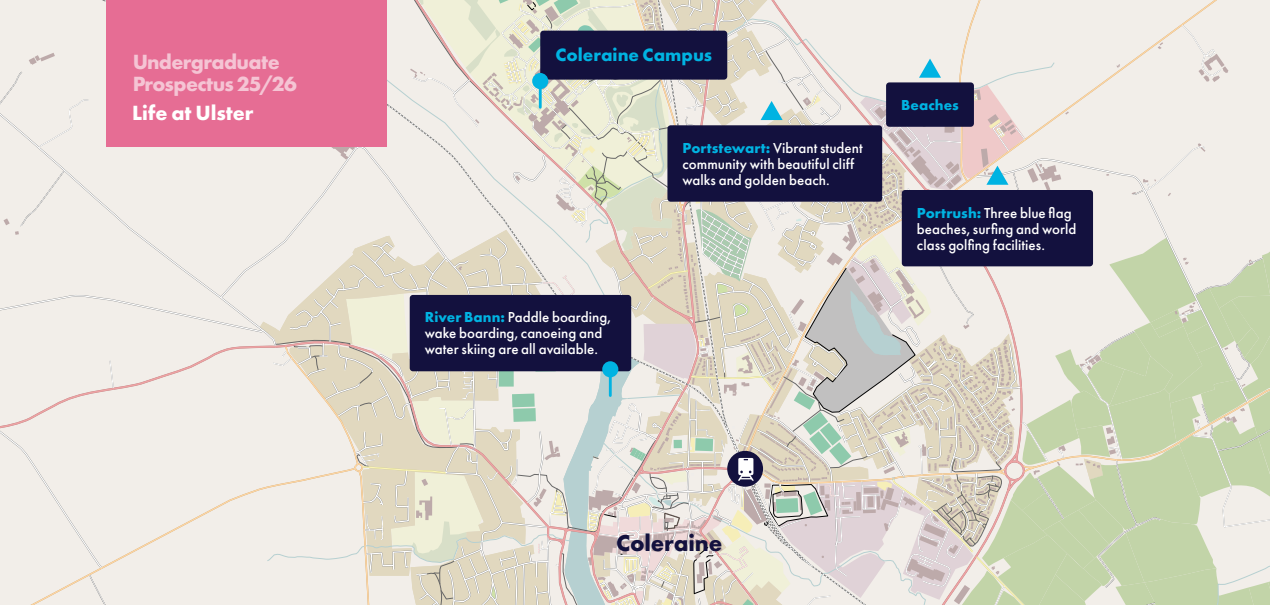 Undergraduate
Prospectus 25/26
Life at Ulster
Coleraine Campus
Beaches
Portstewart: Vibrant student
community with beautiful cliff
walks and golden beach.
Portrush: Three blue flag
beaches, surfing and world
class golfing facilities.
River Bann: Paddle boarding,
wake boarding, canoeing and
water skiing are all available.
Coleraine